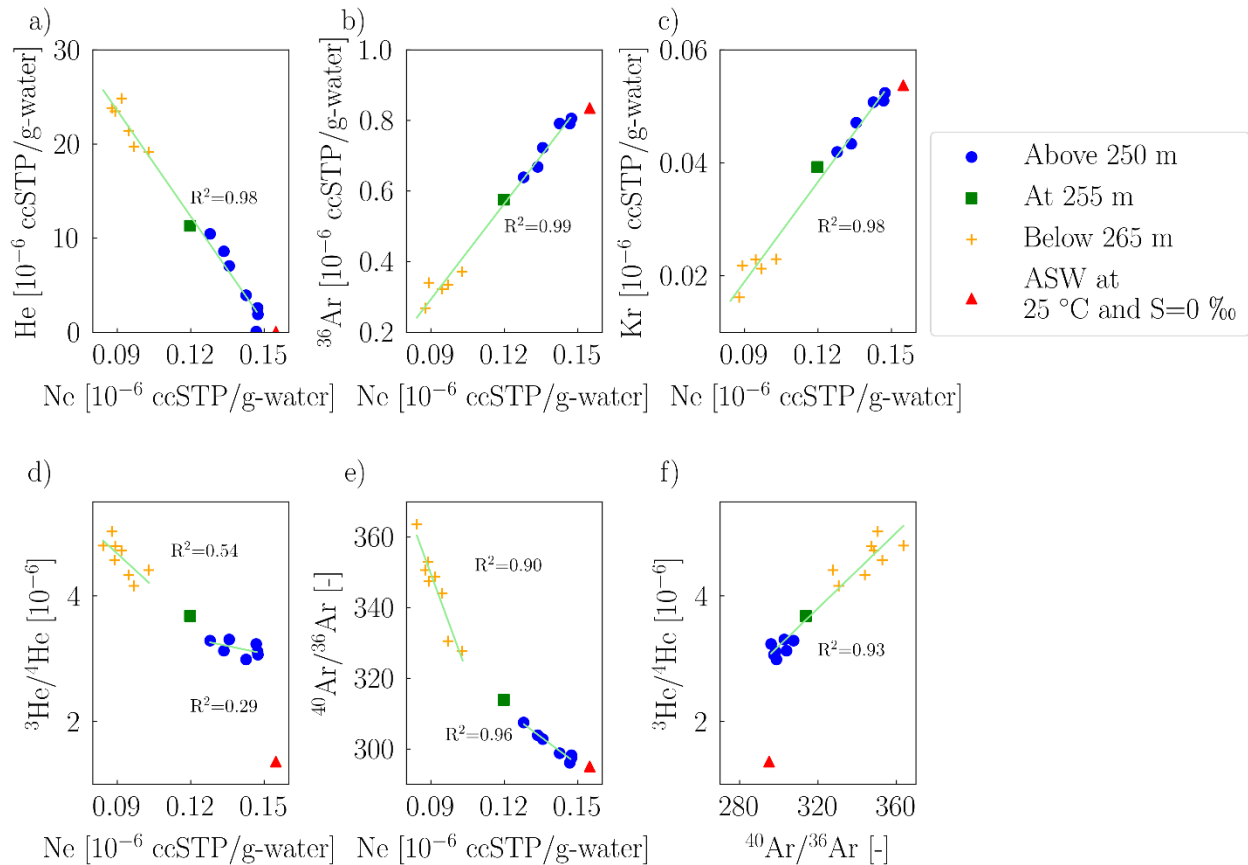 a)
b)
c)
He [10⁻⁶ ccSTP/g-water]
30
20
10
0
R²=0.98
0.09 0.12 0.15
Ne [10⁻⁶ ccSTP/g-water]
³⁶Ar [10⁻⁶ ccSTP/g-water]
1.0
0.8
0.6
0.4
0.2
R²=0.99
0.09 0.12 0.15
Ne [10⁻⁶ ccSTP/g-water]
Kr [10⁻⁶ ccSTP/g-water]
0.06
0.04
0.02
R²=0.98
0.09 0.12 0.15
Ne [10⁻⁶ ccSTP/g-water]
Above 250 m
At 255 m
Below 265 m
ASW at
25 °C and S=0 ‰
d)
e)
f)
³He/⁴He [10⁻⁶]
4
2
R²=0.54
R²=0.29
0.09 0.12 0.15
Ne [10⁻⁶ ccSTP/g-water]
⁴⁰Ar/³⁶Ar [-]
360
340
320
300
R²=0.90
R²=0.96
0.09 0.12 0.15
Ne [10⁻⁶ ccSTP/g-water]
³He/⁴He [10⁻⁶]
4
2
R²=0.93
280 320 360
⁴⁰Ar/³⁶Ar [-]